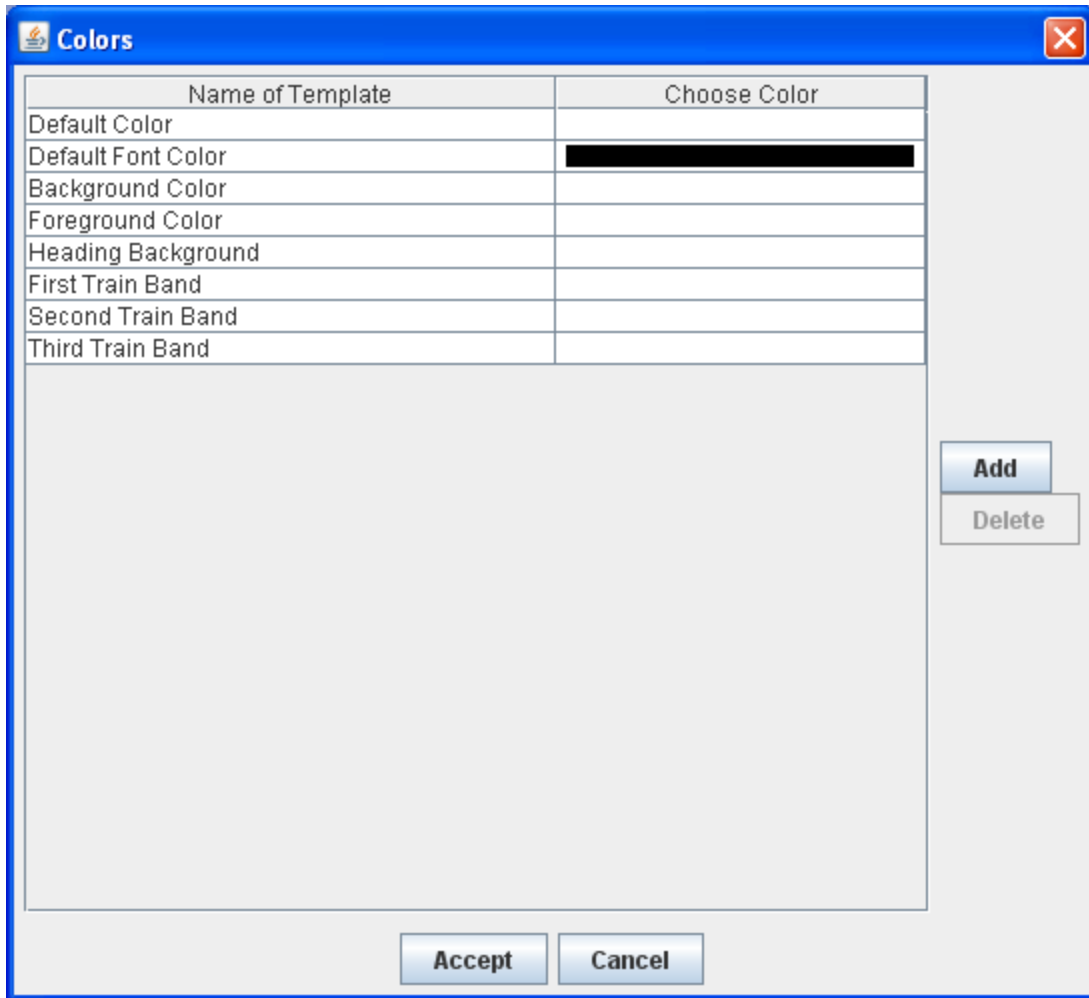 Colors
Name of Template Choose Color
Default Color
Default Font Color
Background Color
Foreground Color
Heading Background
First Train Band
Second Train Band
Third Train Band
Add
Delete
Accept Cancel